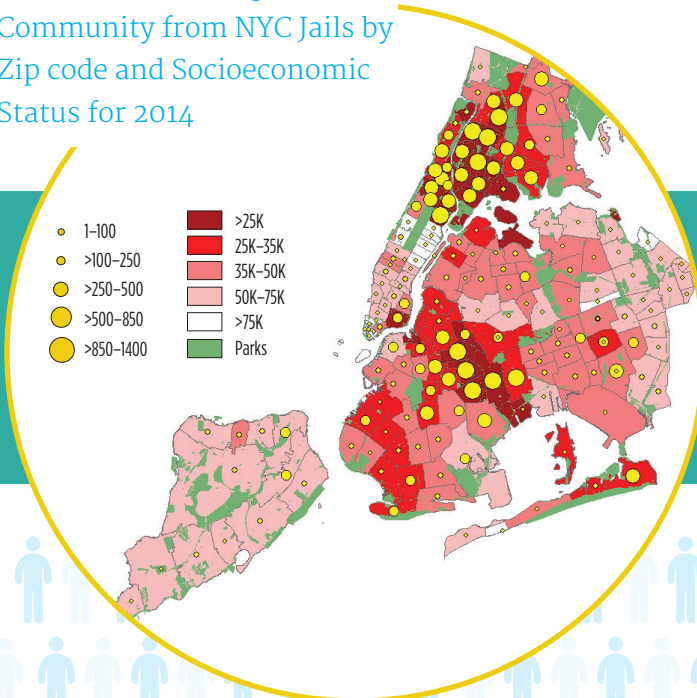 Community from NYC Jails by
Zip code and Socioeconomic
Status for 2014
1–100
>100–250
>250–500
>500–850
>850–1400
>25K
25K–35K
35K–50K
50K–75K
>75K
Parks